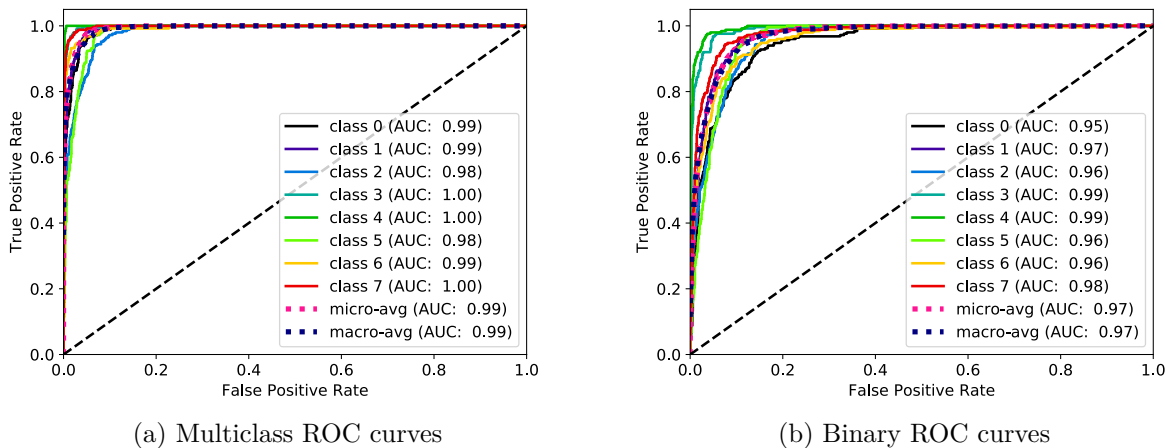 1.0
0.8
0.6
0.4
0.2
0.0
True Positive Rate
class 0 (AUC: 0.99)
class 1 (AUC: 0.99)
class 2 (AUC: 0.98)
class 3 (AUC: 1.00)
class 4 (AUC: 1.00)
class 5 (AUC: 0.98)
class 6 (AUC: 0.99)
class 7 (AUC: 1.00)
micro-avg (AUC: 0.99)
macro-avg (AUC: 0.99)
0.0 0.2 0.4 0.6 0.8 1.0
False Positive Rate
(a) Multiclass ROC curves
1.0
0.8
0.6
0.4
0.2
0.0
True Positive Rate
class 0 (AUC: 0.95)
class 1 (AUC: 0.97)
class 2 (AUC: 0.96)
class 3 (AUC: 0.99)
class 4 (AUC: 0.99)
class 5 (AUC: 0.96)
class 6 (AUC: 0.96)
class 7 (AUC: 0.98)
micro-avg (AUC: 0.97)
macro-avg (AUC: 0.97)
0.0 0.2 0.4 0.6 0.8 1.0
False Positive Rate
(b) Binary ROC curves